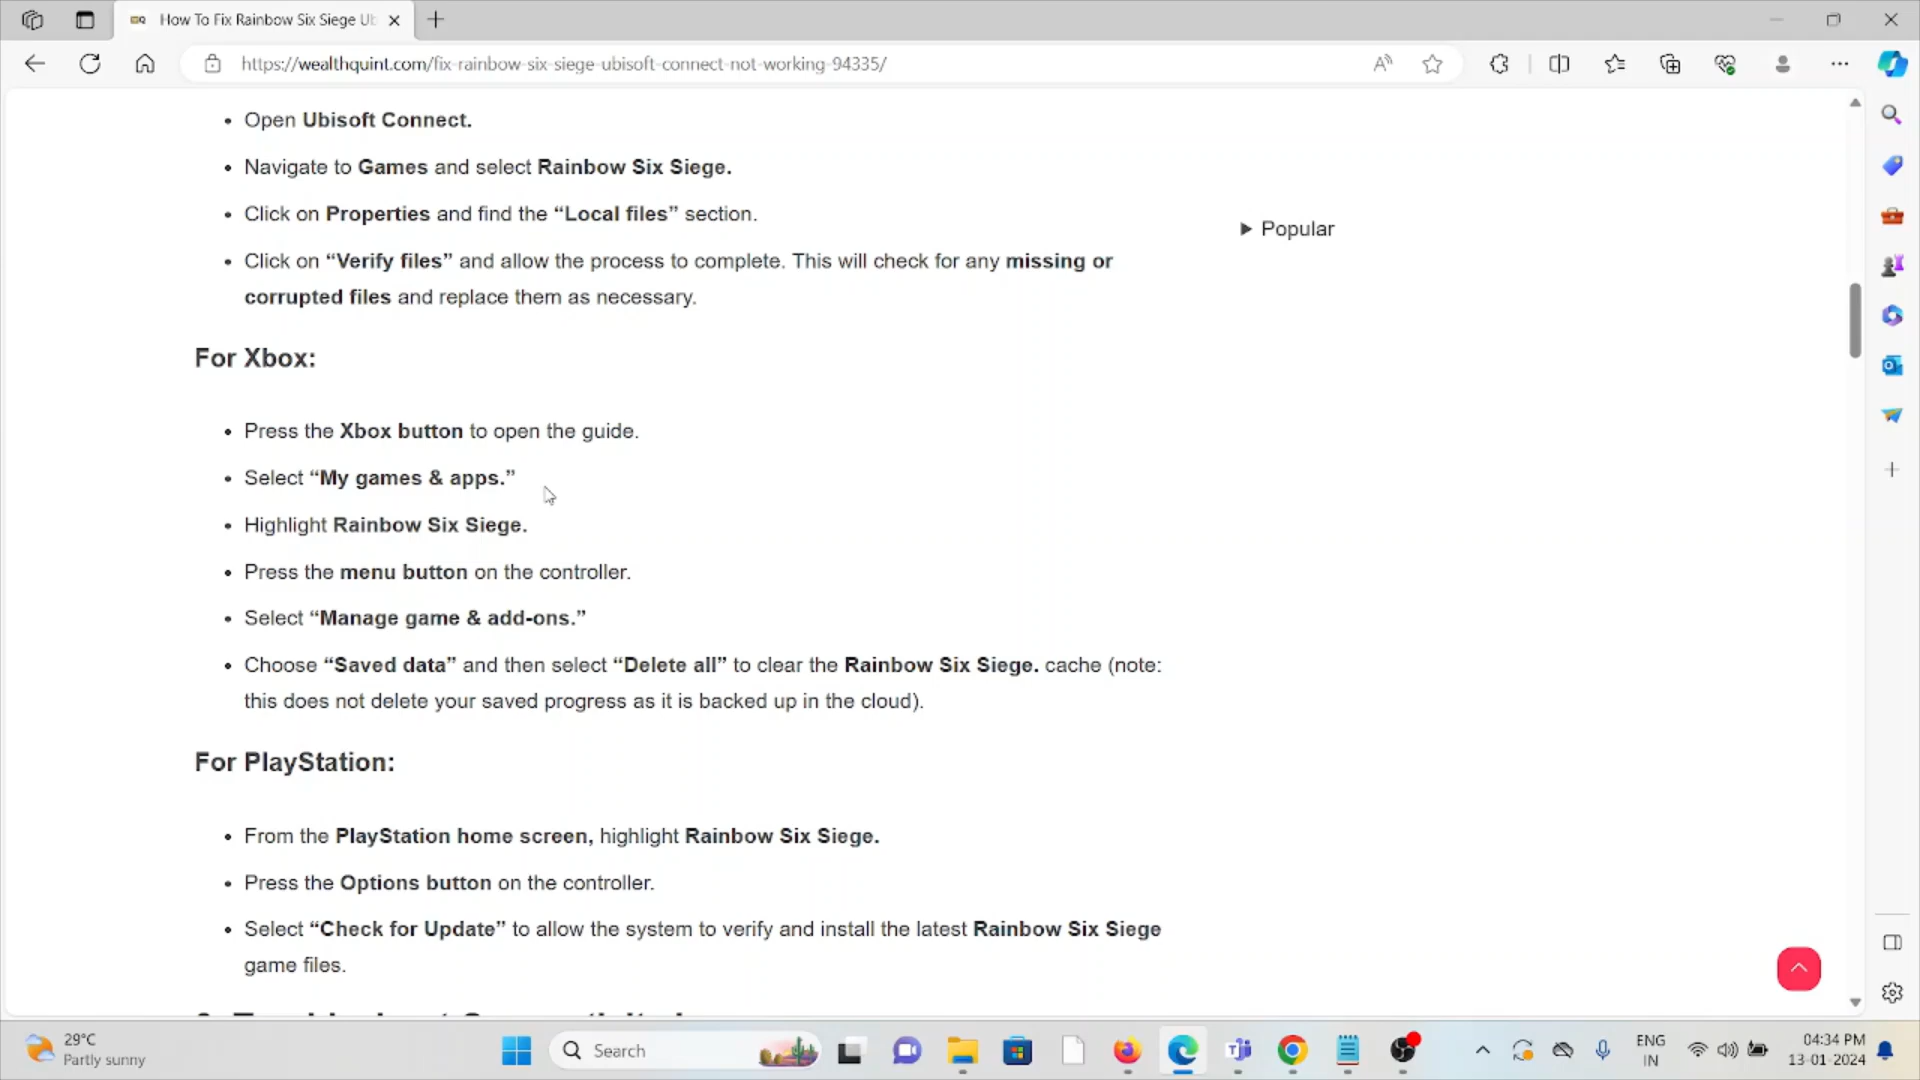 How To Fix Rainbow Six Siege Ub
https://wealthquint.com/fix-rainbow-six-siege-ubisoft-connect-not-working-94335/
• Open Ubisoft Connect.
• Navigate to Games and select Rainbow Six Siege.
• Click on Properties and find the “Local files” section.
▶ Popular
• Click on “Verify files” and allow the process to complete. This will check for any missing or
corrupted files and replace them as necessary.
For Xbox:
• Press the Xbox button to open the guide.
• Select “My games & apps.”
• Highlight Rainbow Six Siege.
• Press the menu button on the controller.
• Select “Manage game & add-ons.”
• Choose “Saved data” and then select “Delete all” to clear the Rainbow Six Siege. cache (note:
this does not delete your saved progress as it is backed up in the cloud).
For PlayStation:
• From the PlayStation home screen, highlight Rainbow Six Siege.
• Press the Options button on the controller.
• Select “Check for Update” to allow the system to verify and install the latest Rainbow Six Siege
game files.
29°C
Partly sunny
Search
ENG
IN
04:34 PM
13-01-2024